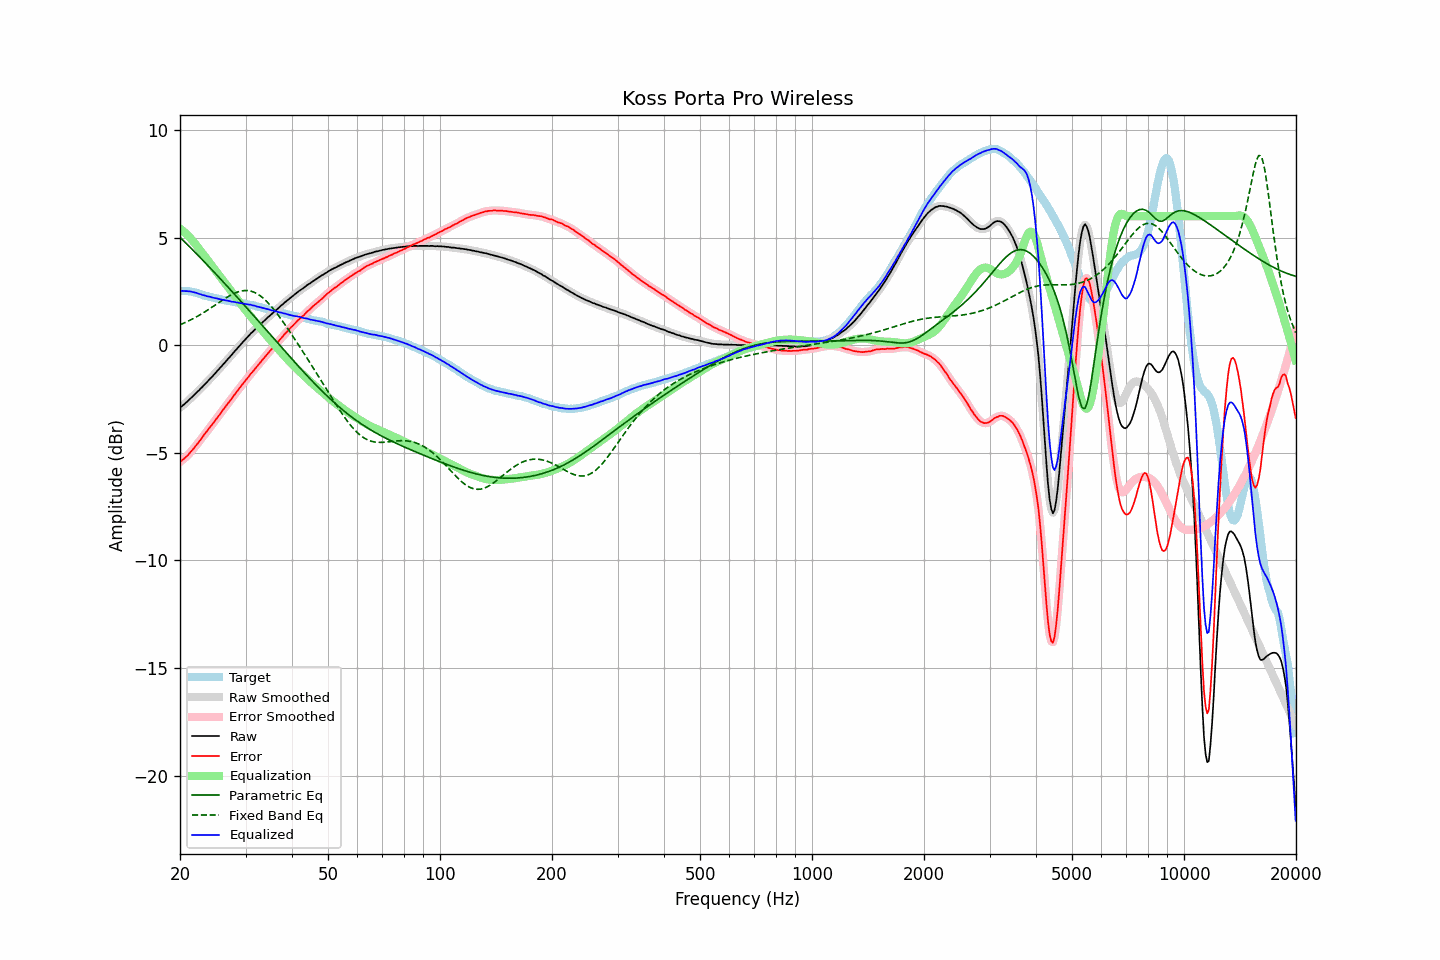 Koss Porta Pro Wireless
10
5
0
−5
−10
−15
−20
Amplitude (dBr)
Target
Raw Smoothed
Error Smoothed
Raw
Error
Equalization
Parametric Eq
Fixed Band Eq
Equalized
20 50 100 200 500 1000 2000 5000 10000 20000
Frequency (Hz)